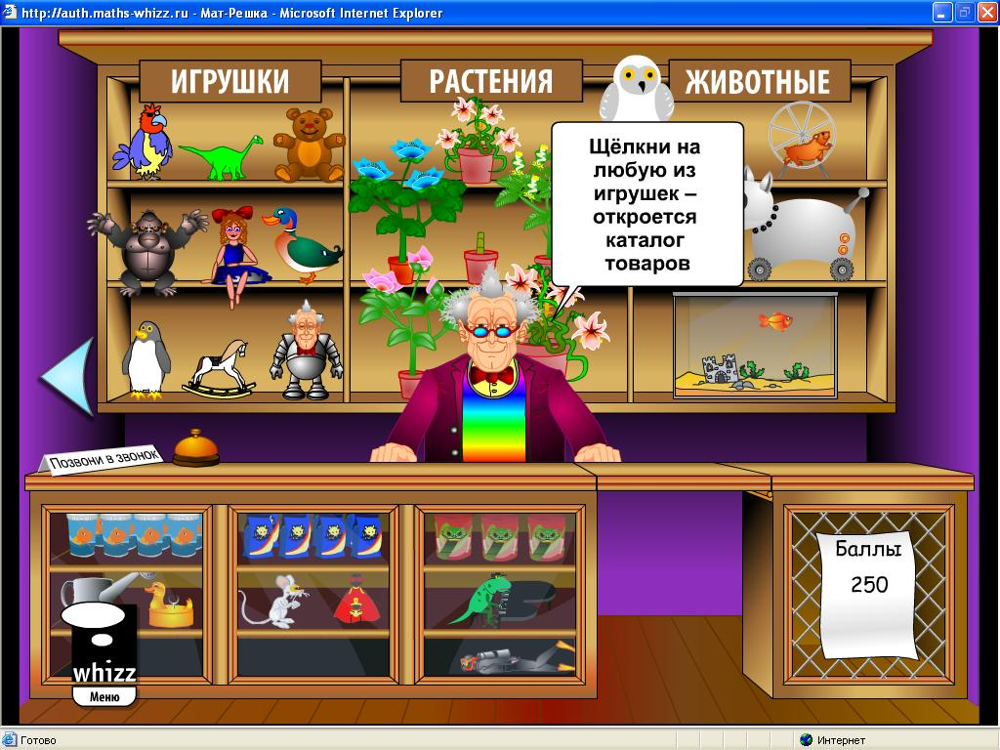 http://auth.maths-whizz.ru - Мат-Решка - Microsoft Internet Explorer
ИГРУШКИ
РАСТЕНИЯ
ЖИВОТНЫЕ
Щёлкни на
любую из
игрушек –
откроется
каталог
товаров
Позвони в звонок
Баллы
250
whizz
Меню
Готово
Интернет